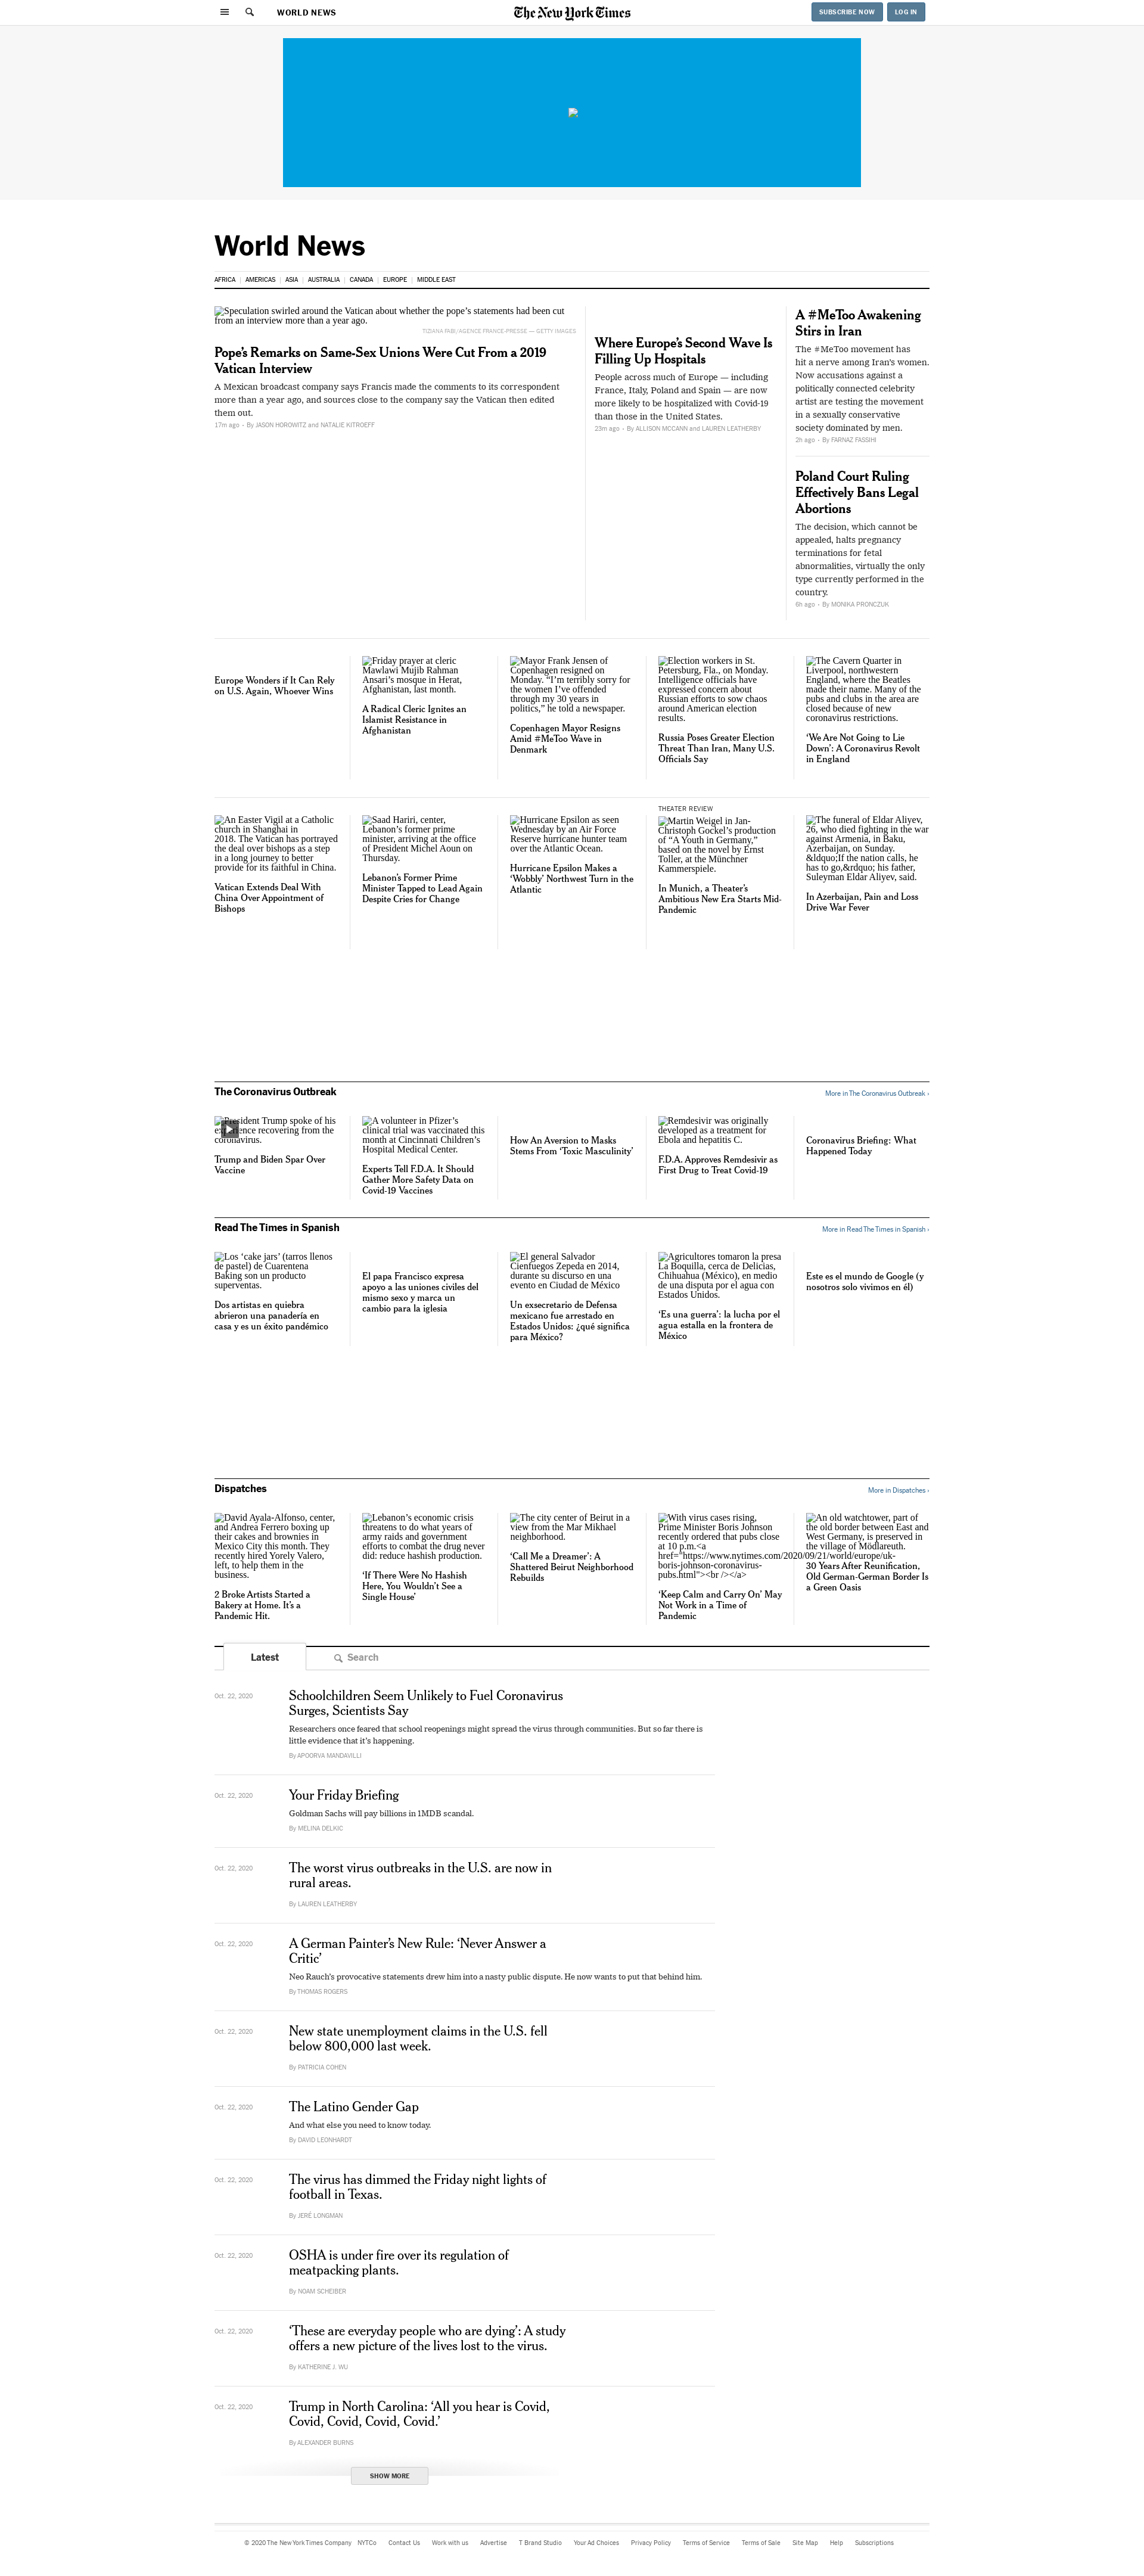 WORLD NEWS
The New York Times
SUBSCRIBE NOW
LOG IN
World News
AFRICA | AMERICAS | ASIA | AUSTRALIA | CANADA | EUROPE | MIDDLE EAST
Speculation swirled around the Vatican about whether the pope's statements had been cut
from an interview more than a year ago.
TIZIANA FABI/AGENCE FRANCE-PRESSE — GETTY IMAGES
Pope's Remarks on Same-Sex Unions Were Cut From a 2019
Vatican Interview
A Mexican broadcast company says Francis made the comments to its correspondent
more than a year ago, and sources close to the company say the Vatican then edited
them out.
17m ago • By JASON HOROWITZ and NATALIE KITROEFF
Where Europe's Second Wave Is
Filling Up Hospitals
People across much of Europe — including
France, Italy, Poland and Spain — are now
more likely to be hospitalized with Covid-19
than those in the United States.
23m ago • By ALLISON MCCANN and LAUREN LEATHERBY
A #MeToo Awakening
Stirs in Iran
The #MeToo movement has
hit a nerve among Iran's women.
Now accusations against a
politically connected celebrity
artist are testing the movement
in a sexually conservative
society dominated by men.
2h ago • By FARNAZ FASSIHI
Poland Court Ruling
Effectively Bans Legal
Abortions
The decision, which cannot be
appealed, halts pregnancy
terminations for fetal
abnormalities, virtually the only
type currently performed in the
country.
6h ago • By MONIKA PRONCZUK
Europe Wonders if It Can Rely
on U.S. Again, Whoever Wins
Friday prayer at cleric
Mawlawi Mujib Rahman
Ansari's mosque in Herat,
Afghanistan, last month.
A Radical Cleric Ignites an
Islamist Resistance in
Afghanistan
Mayor Frank Jensen of
Copenhagen resigned on
Monday. "I'm terribly sorry for
the women I've offended
through my 30 years in
politics," he told a newspaper.
Copenhagen Mayor Resigns
Amid #MeToo Wave in
Denmark
Election workers in St.
Petersburg, Fla., on Monday.
Intelligence officials have
expressed concern about
Russian efforts to sow chaos
around American election
results.
Russia Poses Greater Election
Threat Than Iran, Many U.S.
Officials Say
The Cavern Quarter in
Liverpool, northwestern
England, where the Beatles
made their name. Many of the
pubs and clubs in the area are
closed because of new
coronavirus restrictions.
'We Are Not Going to Lie
Down': A Coronavirus Revolt
in England
An Easter Vigil at a Catholic
church in Shanghai in
2018. The Vatican has portrayed
the deal over bishops as a step
in a long journey to better
provide for its faithful in China.
Vatican Extends Deal With
China Over Appointment of
Bishops
Saad Hariri, center,
Lebanon's former prime
minister, arriving at the office
of President Michel Aoun on
Thursday.
Lebanon's Former Prime
Minister Tapped to Lead Again
Despite Cries for Change
Hurricane Epsilon as seen
Wednesday by an Air Force
Reserve hurricane hunter team
over the Atlantic Ocean.
Hurricane Epsilon Makes a
'Wobbly' Northwest Turn in the
Atlantic
THEATER REVIEW
Martin Weigel in Jan-
Christoph Gockel's production
of "A Youth in Germany,"
based on the novel by Ernst
Toller, at the Münchner
Kammerspiele.
In Munich, a Theater's
Ambitious New Era Starts Mid-
Pandemic
The funeral of Eldar Aliyev,
26, who died fighting in the war
against Armenia, in Baku,
Azerbaijan, on Sunday.
&ldquo;If the nation calls, he
has to go,&rdquo; his father,
Suleyman Eldar Aliyev, said.
In Azerbaijan, Pain and Loss
Drive War Fever
The Coronavirus Outbreak
More in The Coronavirus Outbreak ›
President Trump spoke of his
experience recovering from the
coronavirus.
Trump and Biden Spar Over
Vaccine
A volunteer in Pfizer's
clinical trial was vaccinated this
month at Cincinnati Children's
Hospital Medical Center.
Experts Tell F.D.A. It Should
Gather More Safety Data on
Covid-19 Vaccines
How An Aversion to Masks
Stems From 'Toxic Masculinity'
Remdesivir was originally
developed as a treatment for
Ebola and hepatitis C.
F.D.A. Approves Remdesivir as
First Drug to Treat Covid-19
Coronavirus Briefing: What
Happened Today
Read The Times in Spanish
More in Read The Times in Spanish ›
Los 'cake jars' (tarros llenos
de pastel) de Cuarentena
Baking son un producto
superventas.
Dos artistas en quiebra
abrieron una panadería en
casa y es un éxito pandémico
El papa Francisco expresa
apoyo a las uniones civiles del
mismo sexo y marca un
cambio para la iglesia
El general Salvador
Cienfuegos Zepeda en 2014,
durante su discurso en una
evento en Ciudad de México
Un exsecretario de Defensa
mexicano fue arrestado en
Estados Unidos: ¿qué significa
para México?
Agricultores tomaron la presa
La Boquilla, cerca de Delicias,
Chihuahua (México), en medio
de una disputa por el agua con
Estados Unidos.
'Es una guerra': la lucha por el
agua estalla en la frontera de
México
Este es el mundo de Google (y
nosotros solo vivimos en él)
Dispatches
More in Dispatches ›
David Ayala-Alfonso, center,
and Andrea Ferrero boxing up
their cakes and brownies in
Mexico City this month. They
recently hired Yorely Valero,
left, to help them in the
business.
2 Broke Artists Started a
Bakery at Home. It's a
Pandemic Hit.
Lebanon's economic crisis
threatens to do what years of
army raids and government
efforts to combat the drug never
did: reduce hashish production.
'If There Were No Hashish
Here, You Wouldn't See a
Single House'
The city center of Beirut in a
view from the Mar Mikhael
neighborhood.
'Call Me a Dreamer': A
Shattered Beirut Neighborhood
Rebuilds
With virus cases rising,
Prime Minister Boris Johnson
recently ordered that pubs close
at 10 p.m.<a
href="https://www.nytimes.com/2020/09/21/world/europe/uk-
boris-johnson-coronavirus-
pubs.html"><br /></a>
'Keep Calm and Carry On' May
Not Work in a Time of
Pandemic
An old watchtower, part of
the old border between East and
West Germany, is preserved in
the village of Mödlareuth.
30 Years After Reunification,
Old German-German Border Is
a Green Oasis
Latest
Search
Oct. 22, 2020
Schoolchildren Seem Unlikely to Fuel Coronavirus
Surges, Scientists Say
Researchers once feared that school reopenings might spread the virus through communities. But so far there is
little evidence that it's happening.
By APOORVA MANDAVILLI
Oct. 22, 2020
Your Friday Briefing
Goldman Sachs will pay billions in 1MDB scandal.
By MELINA DELKIC
Oct. 22, 2020
The worst virus outbreaks in the U.S. are now in
rural areas.
By LAUREN LEATHERBY
Oct. 22, 2020
A German Painter's New Rule: 'Never Answer a
Critic'
Neo Rauch's provocative statements drew him into a nasty public dispute. He now wants to put that behind him.
By THOMAS ROGERS
Oct. 22, 2020
New state unemployment claims in the U.S. fell
below 800,000 last week.
By PATRICIA COHEN
Oct. 22, 2020
The Latino Gender Gap
And what else you need to know today.
By DAVID LEONHARDT
Oct. 22, 2020
The virus has dimmed the Friday night lights of
football in Texas.
By JERÉ LONGMAN
Oct. 22, 2020
OSHA is under fire over its regulation of
meatpacking plants.
By NOAM SCHEIBER
Oct. 22, 2020
'These are everyday people who are dying': A study
offers a new picture of the lives lost to the virus.
By KATHERINE J. WU
Oct. 22, 2020
Trump in North Carolina: 'All you hear is Covid,
Covid, Covid, Covid, Covid.'
By ALEXANDER BURNS
SHOW MORE
© 2020 The New York Times Company NYTCo Contact Us Work with us Advertise T Brand Studio Your Ad Choices Privacy Policy Terms of Service Terms of Sale Site Map Help Subscriptions